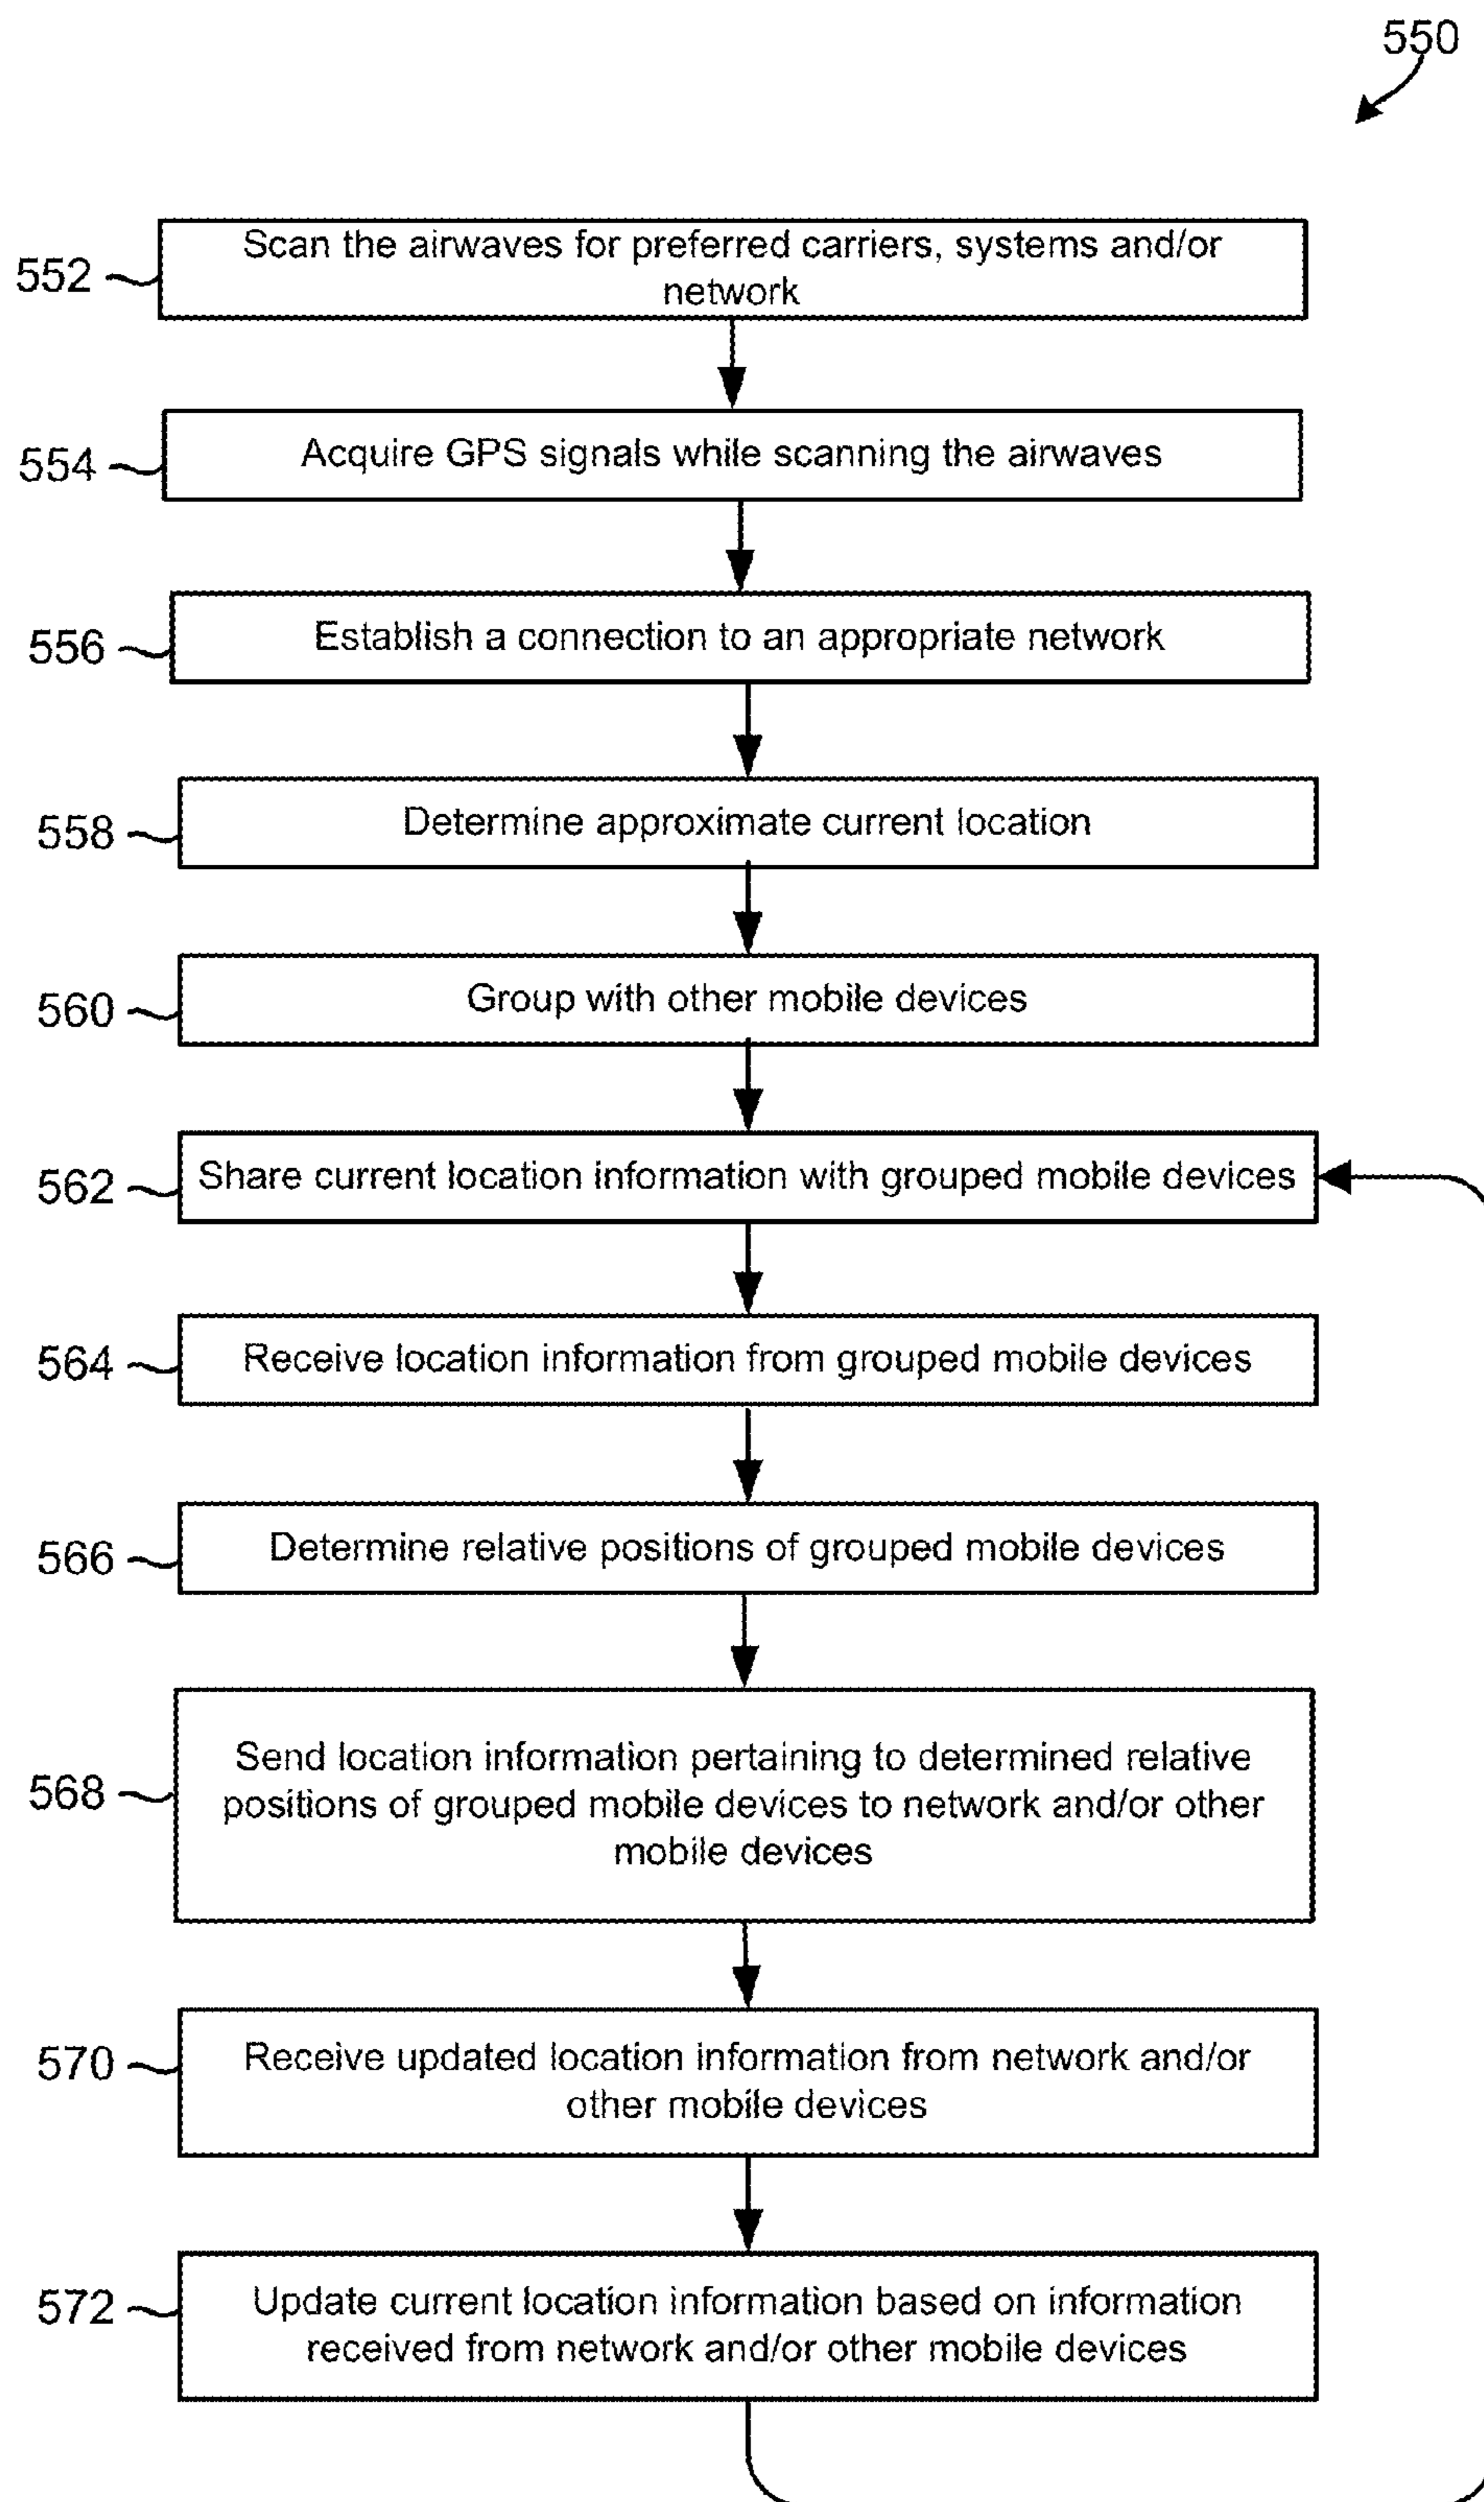 550
552
Scan the airwaves for preferred carriers, systems and/or
network
554
Acquire GPS signals while scanning the airwaves
556
Establish a connection to an appropriate network
558
Determine approximate current location
560
Group with other mobile devices
562
Share current location information with grouped mobile devices
564
Receive location information from grouped mobile devices
566
Determine relative positions of grouped mobile devices
568
Send location information pertaining to determined relative
positions of grouped mobile devices to network and/or other
mobile devices
570
Receive updated location information from network and/or
other mobile devices
572
Update current location information based on information
received from network and/or other mobile devices